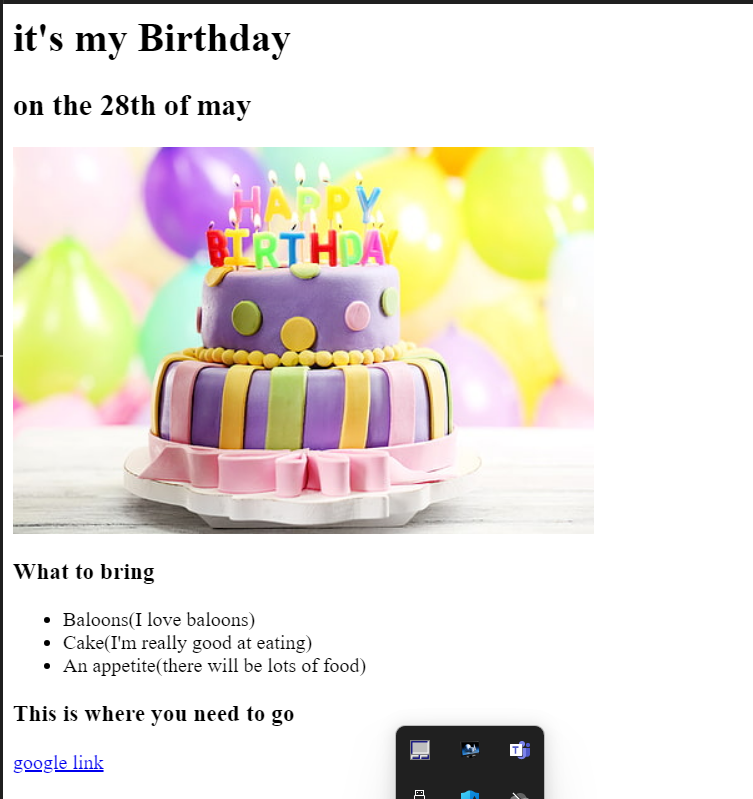 it's my Birthday
on the 28th of may
HAPPY
BIRTHDAY
What to bring
Baloons(I love baloons)
Cake(I'm really good at eating)
An appetite(there will be lots of food)
This is where you need to go
google link
T